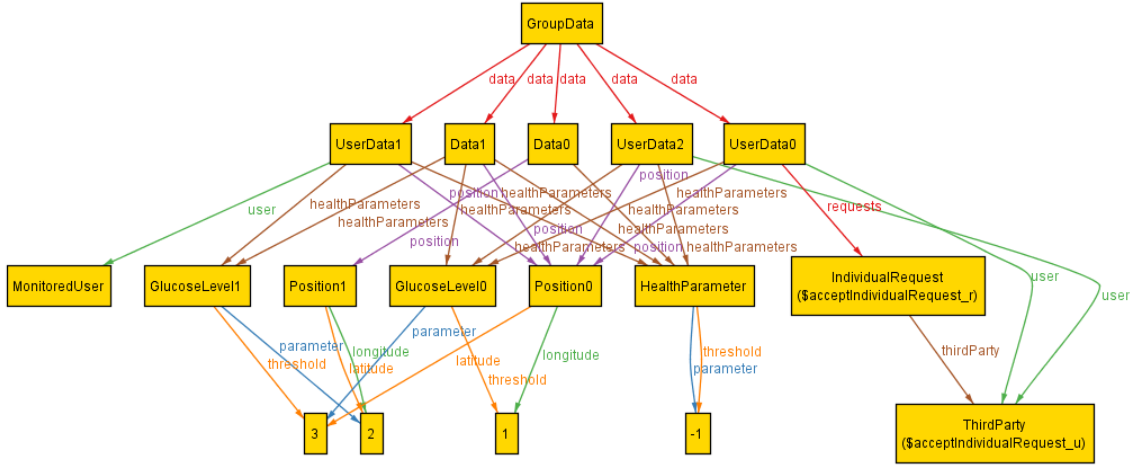 GroupData
data
data
data
data
data
UserData1
Data1
Data0
UserData2
UserData0
position
user
healthParameters
position
healthParameters
healthParameters
healthParameters
healthParameters
healthParameters
requests
healthParameters
position
healthParameters
position
healthParameters
position
healthParameters
MonitoredUser
GlucoseLevel1
Position1
GlucoseLevel0
Position0
HealthParameter
IndividualRequest
($acceptIndividualRequest_r)
user
user
parameter
parameter
longitude
latitude
longitude
threshold
threshold
latitude
threshold
parameter
thirdParty
3
2
1
-1
ThirdParty
($acceptIndividualRequest_u)